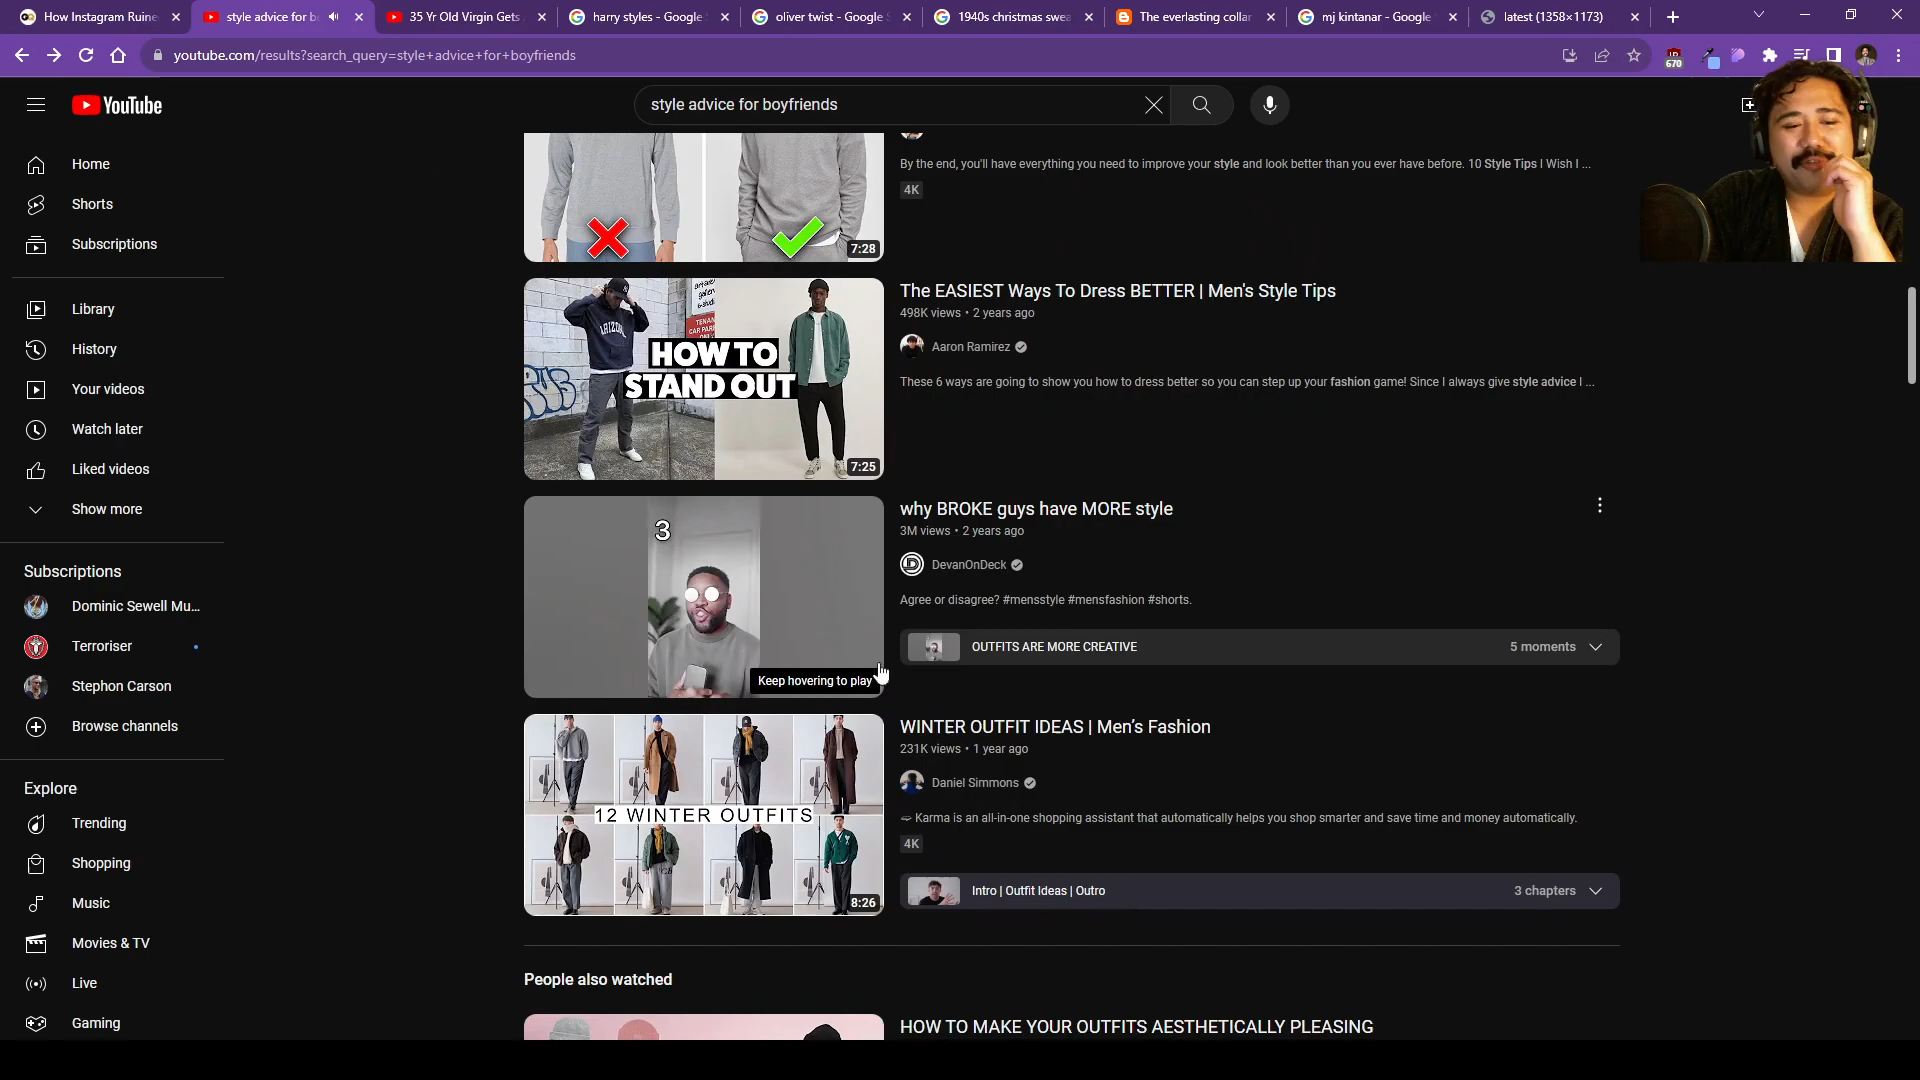 How Instagram Ruine
style advice for b
35 Yr Old Virgin Gets
harry styles - Google
oliver twist - Google S
1940s christmas swea
The everlasting collar
mj kintanar - Google
latest (1358×1173)
youtube.com/results?search_query=style+advice+for+boyfriends
670
YouTube
style advice for boyfriends
Home
Shorts
Subscriptions
Library
History
Your videos
Watch later
Liked videos
Show more
Subscriptions
Dominic Sewell Mu...
Terroriser
Stephon Carson
Browse channels
Explore
Trending
Shopping
Music
Movies & TV
Live
Gaming
7:28
By the end, you'll have everything you need to improve your style and look better than you ever have before. 10 Style Tips I Wish I ...
4K
ARIZONA
TENAN
CAR PARK
HOW TO
STAND OUT
7:25
The EASIEST Ways To Dress BETTER | Men's Style Tips
498K views • 2 years ago
Aaron Ramirez
These 6 ways are going to show you how to dress better so you can step up your fashion game! Since I always give style advice I ...
3
Keep hovering to play
why BROKE guys have MORE style
3M views • 2 years ago
DevanOnDeck
Agree or disagree? #mensstyle #mensfashion #shorts.
OUTFITS ARE MORE CREATIVE
5 moments
12 WINTER OUTFITS
8:26
WINTER OUTFIT IDEAS | Men’s Fashion
231K views • 1 year ago
Daniel Simmons
Karma is an all-in-one shopping assistant that automatically helps you shop smarter and save time and money automatically.
4K
Intro | Outfit Ideas | Outro
3 chapters
People also watched
HOW TO MAKE YOUR OUTFITS AESTHETICALLY PLEASING